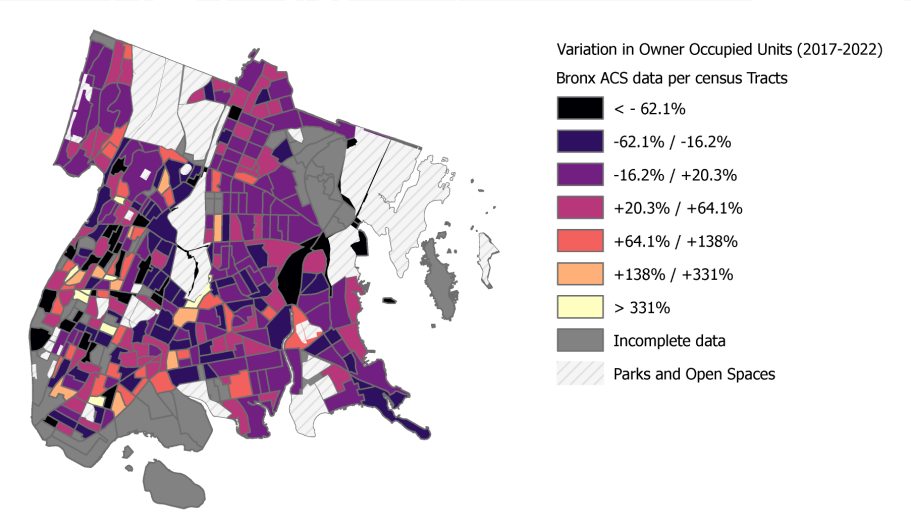 Variation in Owner Occupied Units (2017-2022)
Bronx ACS data per census Tracts
< - 62.1%
-62.1% / -16.2%
-16.2% / +20.3%
+20.3% / +64.1%
+64.1% / +138%
+138% / +331%
> 331%
Incomplete data
Parks and Open Spaces